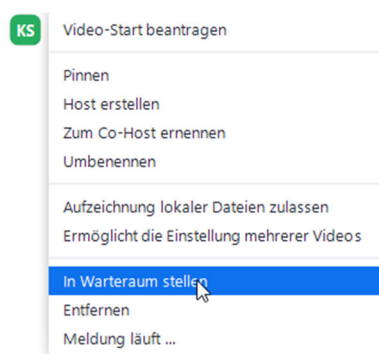 KS
Video-Start beantragen
Pinnen
Host erstellen
Zum Co-Host ernennen
Umbenennen
Aufzeichnung lokaler Dateien zulassen
Ermöglicht die Einstellung mehrerer Videos
In Warteraum stellen
Entfernen
Meldung läuft ...